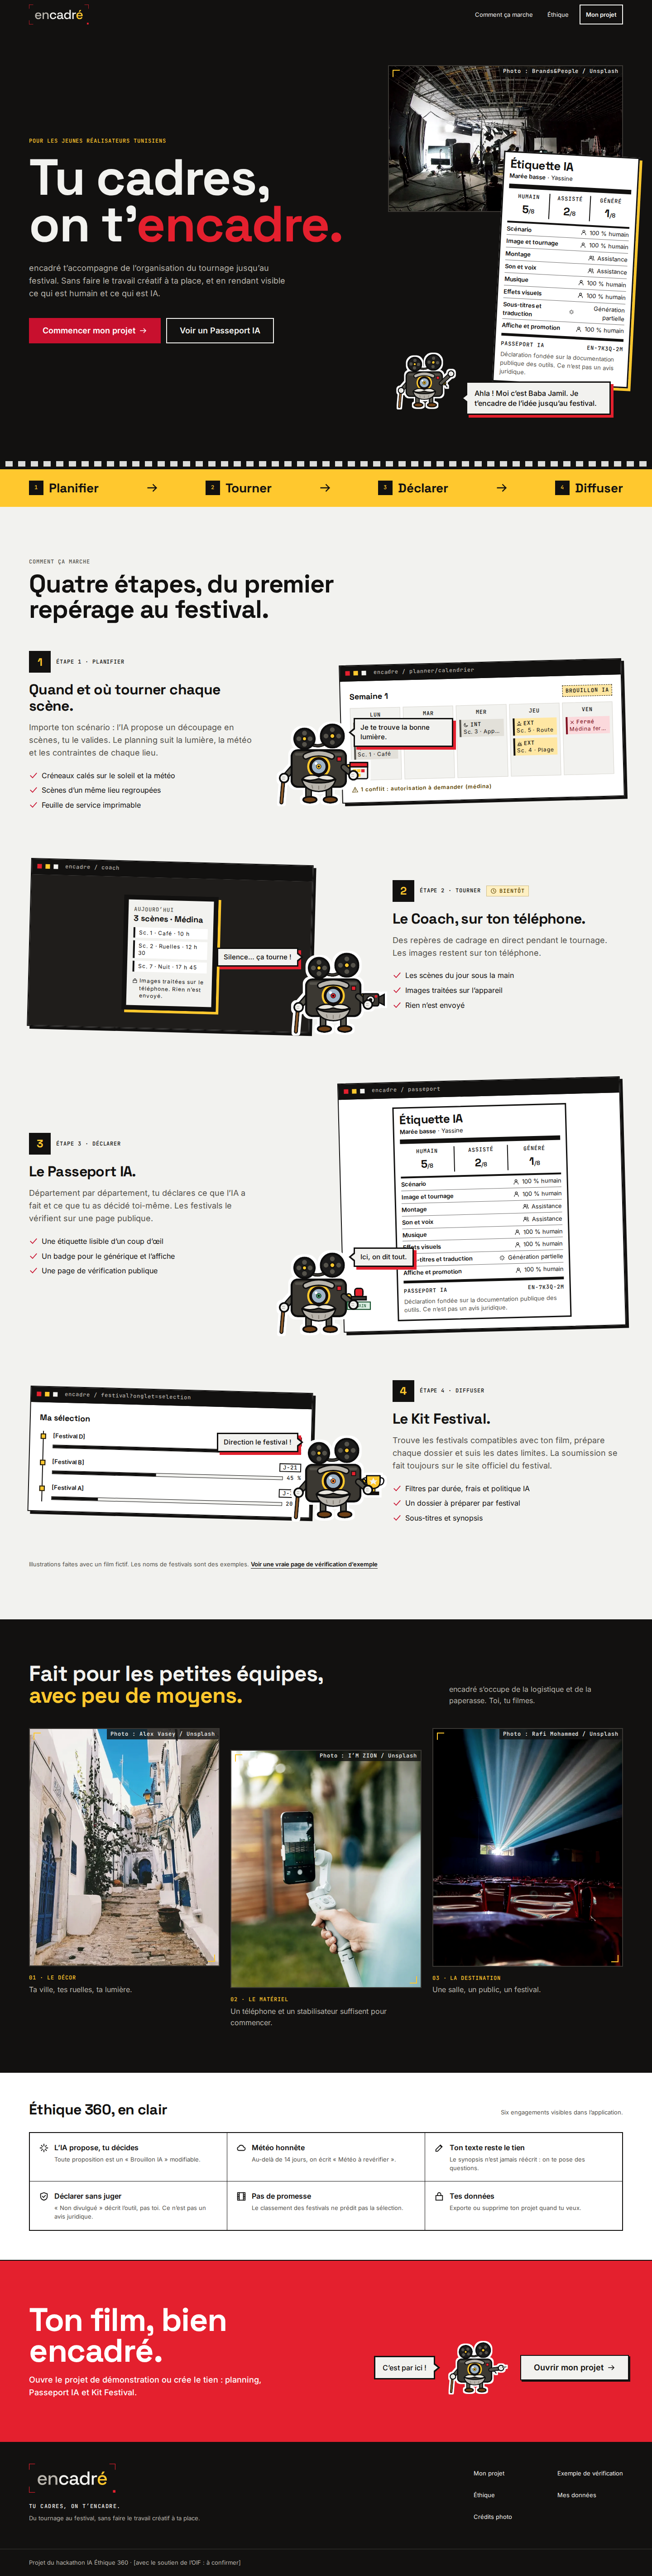 encadré
Comment ça marche
Éthique
Mon projet
Photo : Brands&People / Unsplash
POUR LES JEUNES RÉALISATEURS TUNISIENS
Tu cadres,
on t'encadre.
encadré t'accompagne de l'organisation du tournage jusqu'au
festival. Sans faire le travail créatif à ta place, et en rendant visible
ce qui est humain et ce qui est IA.
Commencer mon projet →
Voir un Passeport IA
Étiquette IA
Marée basse · Yassine
HUMAIN ASSISTÉ GÉNÉRÉ
5/8 2/8 1/8
Scénario 100 % humain
Image et tournage 100 % humain
Montage Assistance
Son et voix Assistance
Musique 100 % humain
Effets visuels 100 % humain
Sous-titres et Génération
traduction partielle
Affiche et promotion 100 % humain
PASSEPORT IA EN-7K3Q-2M
Déclaration fondée sur la documentation
publique des outils. Ce n'est pas un avis
juridique.
Ahla ! Moi c'est Baba Jamil. Je
t'encadre de l'idée jusqu'au festival.
1 Planifier → 2 Tourner → 3 Déclarer → 4 Diffuser
COMMENT ÇA MARCHE
Quatre étapes, du premier
repérage au festival.
1 ÉTAPE 1 · PLANIFIER
Quand et où tourner chaque
scène.
Importe ton scénario : l'IA propose un découpage en
scènes, tu le valides. Le planning suit la lumière, la météo
et les contraintes de chaque lieu.
Créneaux calés sur le soleil et la météo
Scènes d'un même lieu regroupées
Feuille de service imprimable
encadre / planner/calendrier
Semaine 1
BROUILLON IA
LUN MAR MER JEU VEN
INT
Sc. 3 · App...
EXT
Sc. 5 · Route
EXT
Sc. 4 · Plage
Fermé
Médina fer...
Sc. 1 · Café
Je te trouve la bonne
lumière.
1 conflit : autorisation à demander (médina)
encadre / coach
AUJOURD'HUI
3 scènes · Médina
Sc. 1 · Café · 10 h
Sc. 2 · Ruelles · 12 h
30
Sc. 7 · Nuit · 17 h 45
Images traitées sur le
téléphone. Rien n'est
envoyé.
Silence... ça tourne !
2 ÉTAPE 2 · TOURNER BIENTÔT
Le Coach, sur ton téléphone.
Des repères de cadrage en direct pendant le tournage.
Les images restent sur ton téléphone.
Les scènes du jour sous la main
Images traitées sur l'appareil
Rien n'est envoyé
3 ÉTAPE 3 · DÉCLARER
Le Passeport IA.
Département par département, tu déclares ce que l'IA a
fait et ce que tu as décidé toi-même. Les festivals le
vérifient sur une page publique.
Une étiquette lisible d'un coup d'œil
Un badge pour le générique et l'affiche
Une page de vérification publique
encadre / passeport
Étiquette IA
Marée basse · Yassine
HUMAIN ASSISTÉ GÉNÉRÉ
5/8 2/8 1/8
Scénario 100 % humain
Image et tournage 100 % humain
Montage Assistance
Son et voix Assistance
Musique 100 % humain
visuels 100 % humain
-titres et traduction Génération partielle
Affiche et promotion 100 % humain
PASSEPORT IA EN-7K3Q-2M
Déclaration fondée sur la documentation publique des
outils. Ce n'est pas un avis juridique.
Ici, on dit tout.
encadre / festival?onglet=selection
Ma sélection
[Festival D]
[Festival B] J-21
45 %
[Festival A]
Direction le festival !
4 ÉTAPE 4 · DIFFUSER
Le Kit Festival.
Trouve les festivals compatibles avec ton film, prépare
chaque dossier et suis les dates limites. La soumission se
fait toujours sur le site officiel du festival.
Filtres par durée, frais et politique IA
Un dossier à préparer par festival
Sous-titres et synopsis
Illustrations faites avec un film fictif. Les noms de festivals sont des exemples. Voir une vraie page de vérification d'exemple
Fait pour les petites équipes,
avec peu de moyens.
encadré s'occupe de la logistique et de la
paperasse. Toi, tu filmes.
Photo : Alex Vasey / Unsplash
01 · LE DÉCOR
Ta ville, tes ruelles, ta lumière.
Photo : I'M ZION / Unsplash
02 · LE MATÉRIEL
Un téléphone et un stabilisateur suffisent pour
commencer.
Photo : Rafi Mohammed / Unsplash
03 · LA DESTINATION
Une salle, un public, un festival.
Éthique 360, en clair
Six engagements visibles dans l'application.
L'IA propose, tu décides
Toute proposition est un « Brouillon IA » modifiable.
Météo honnête
Au-delà de 14 jours, on écrit « Météo à revérifier ».
Ton texte reste le tien
Le synopsis n'est jamais réécrit : on te pose des
questions.
Déclarer sans juger
« Non divulgué » décrit l'outil, pas toi. Ce n'est pas un
avis juridique.
Pas de promesse
Le classement des festivals ne prédit pas la sélection.
Tes données
Exporte ou supprime ton projet quand tu veux.
Ton film, bien
encadré.
Ouvre le projet de démonstration ou crée le tien : planning,
Passeport IA et Kit Festival.
C'est par ici !
Ouvrir mon projet →
encadré
TU CADRES, ON T'ENCADRE.
Du tournage au festival, sans faire le travail créatif à ta place.
Mon projet
Exemple de vérification
Éthique
Mes données
Crédits photo
Projet du hackathon IA Éthique 360 · [avec le soutien de l'OIF : à confirmer]